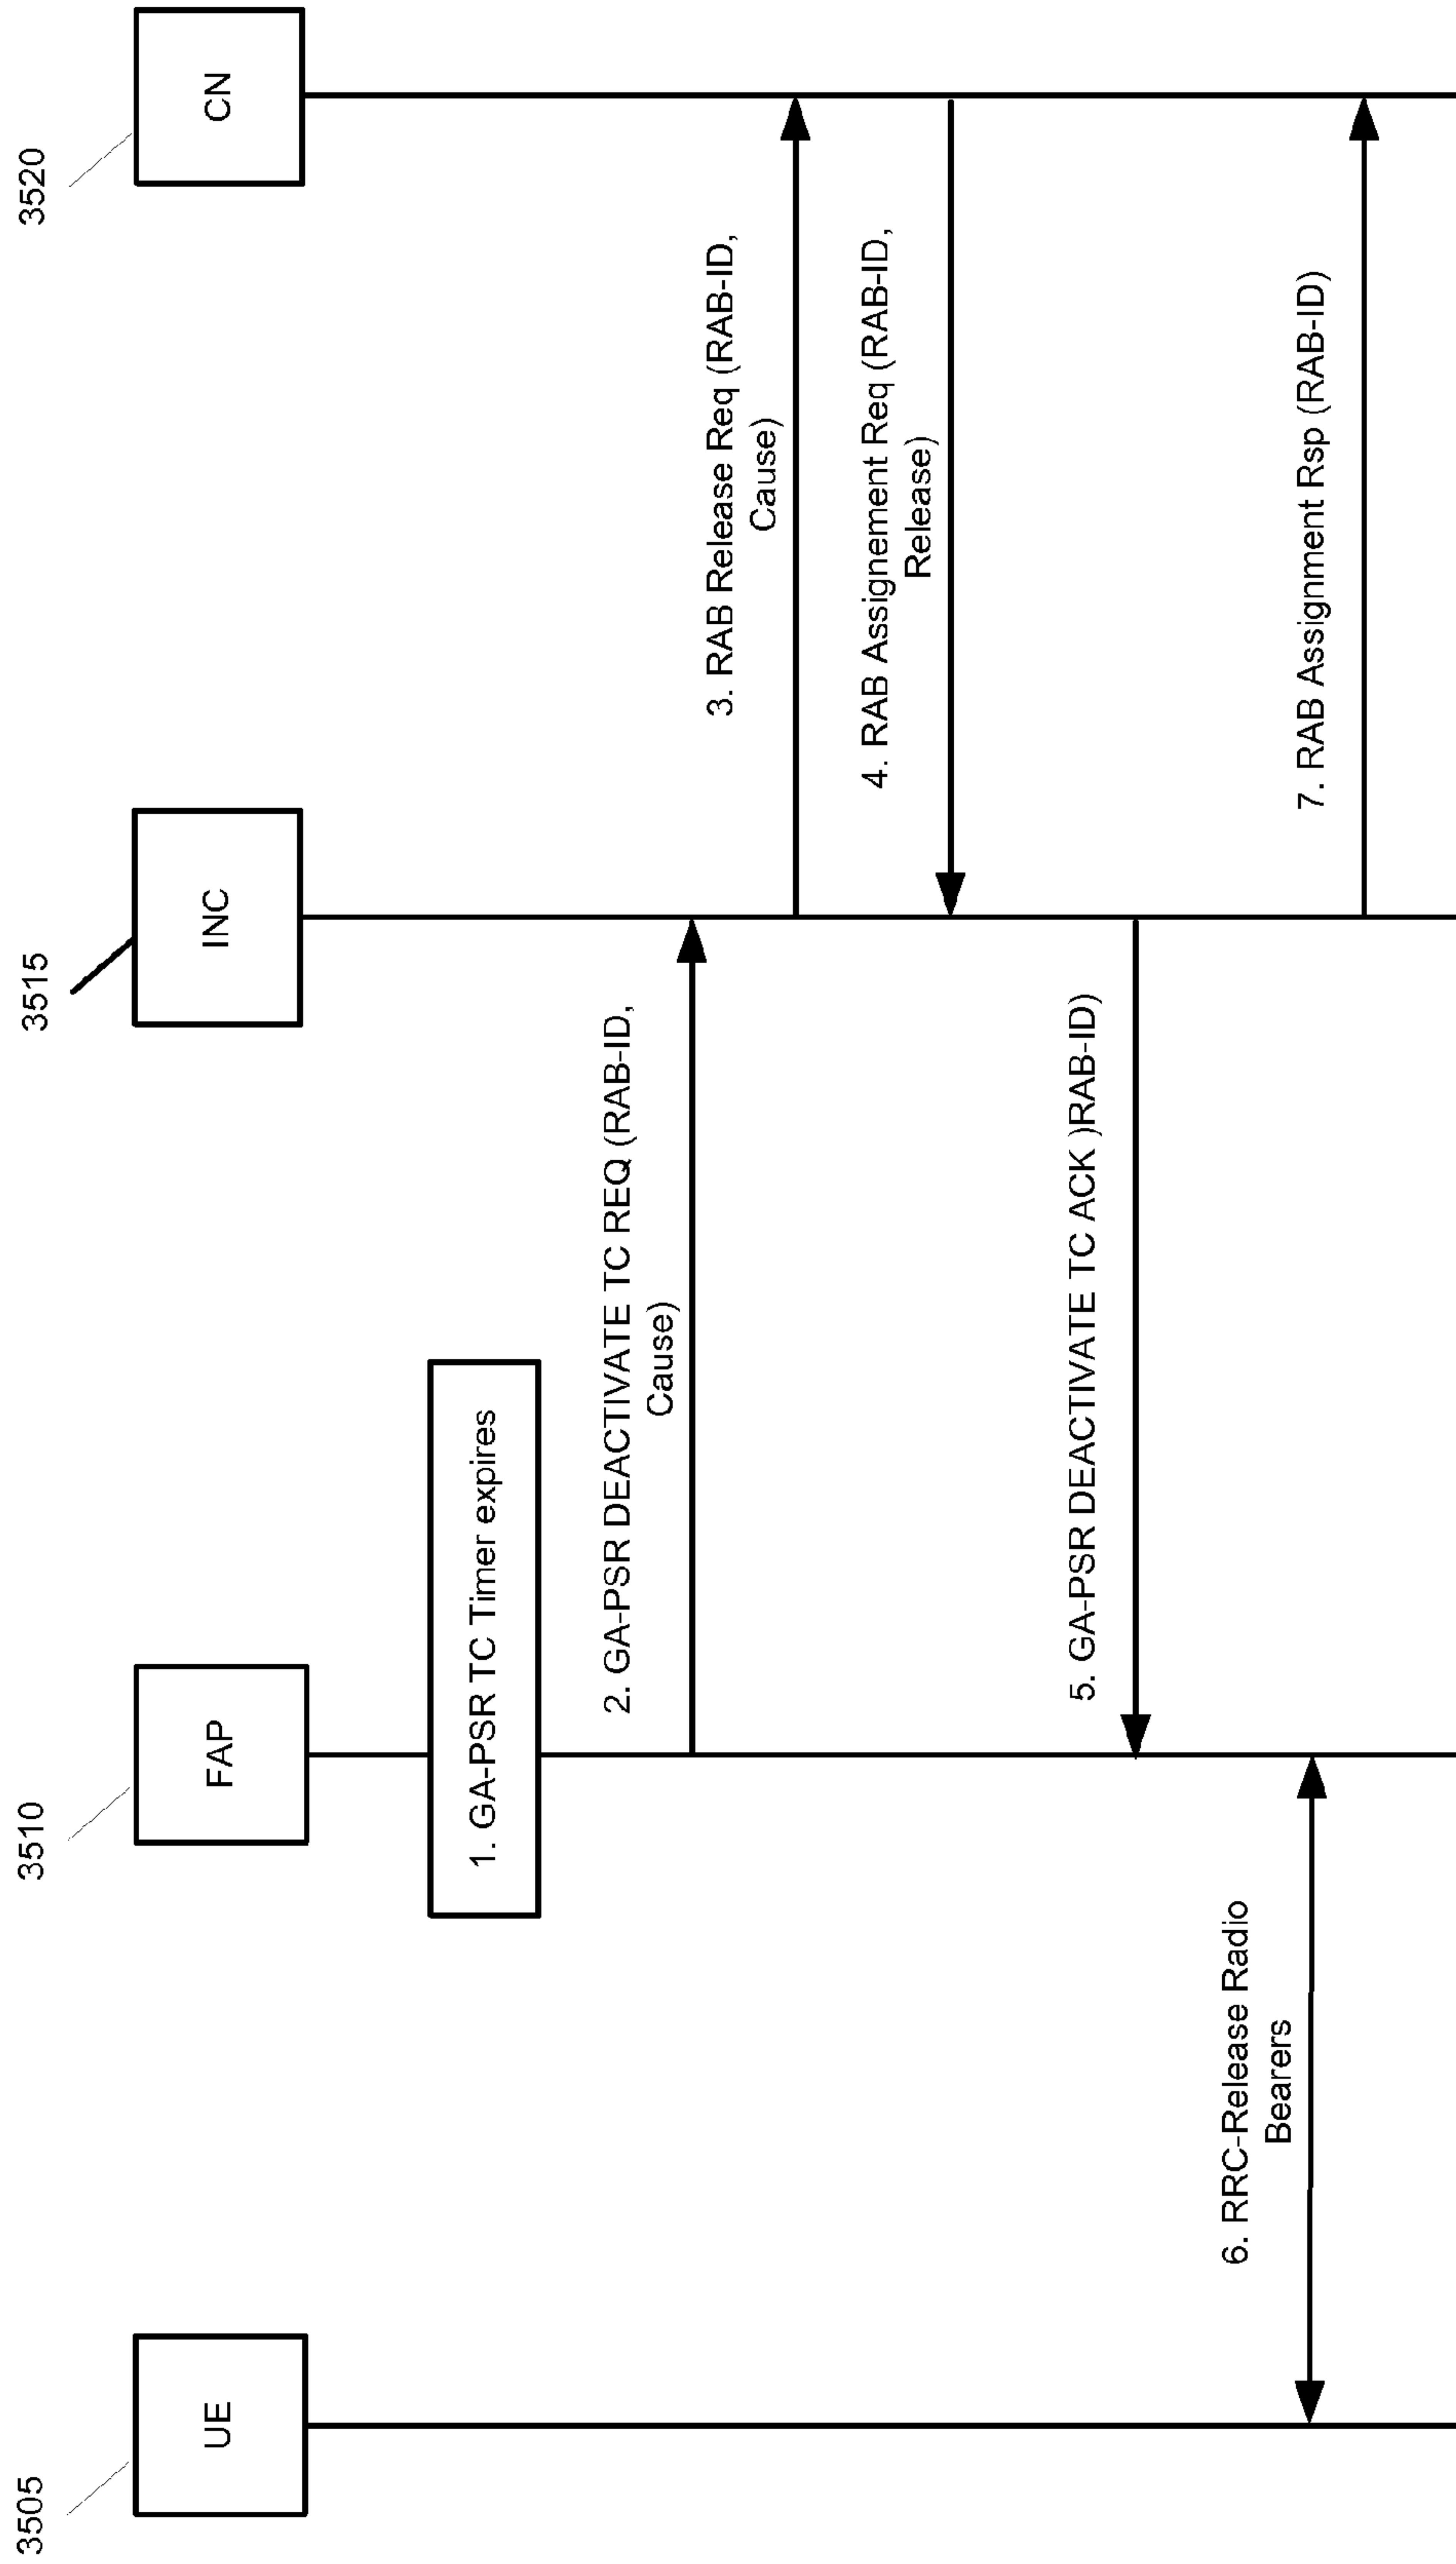 3505
3510
3515
3520
UE
FAP
INC
CN
1. GA-PSR TC Timer expires
2. GA-PSR DEACTIVATE TC REQ (RAB-ID,
Cause)
3. RAB Release Req (RAB-ID,
Cause)
4. RAB Assignement Req (RAB-ID,
Release)
5. GA-PSR DEACTIVATE TC ACK )RAB-ID)
6. RRC-Release Radio
Bearers
7. RAB Assignment Rsp (RAB-ID)